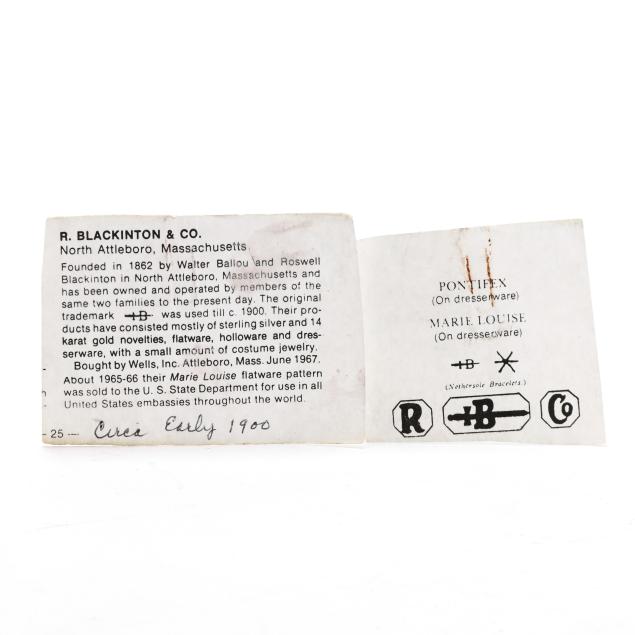 R. BLACKINTON & CO.
North Attleboro, Massachusetts
Founded in 1862 by Walter Ballou and Roswell
Blackinton in North Attleboro, Massachusetts and
has been owned and operated by members of the
same two families to the present day. The original
trademark B was used till c. 1900. Their pro-
ducts have consisted mostly of sterling silver and 14
karat gold novelties, flatware, holloware and dres-
serware, with a small amount of costume jewelry.
Bought by Wells, Inc. Attleboro, Mass. June 1967.
About 1965-66 their Marie Louise flatware pattern
was sold to the U. S. State Department for use in all
United States embassies throughout the world.
- 25 — Circa Early 1900
PONTIFEX
(On dresserware)
MARIE LOUISE
(On dresserware)
B
(Nethersole Bracelets.)
R B Co